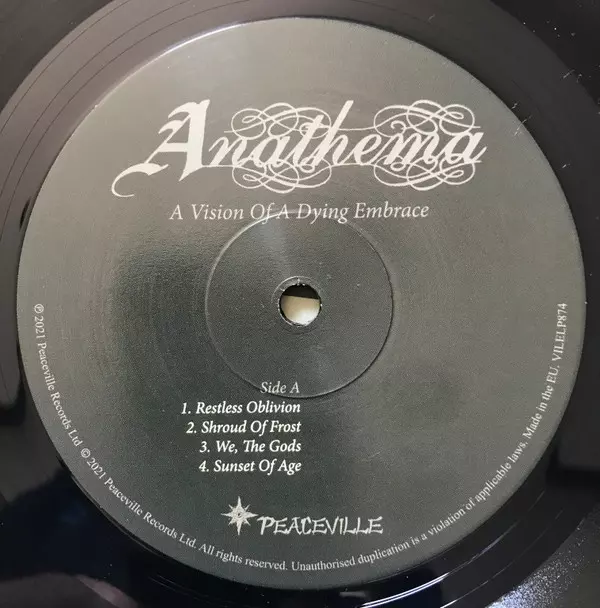 Anathema
A Vision Of A Dying Embrace
Side A
1. Restless Oblivion
2. Shroud Of Frost
3. We, The Gods
4. Sunset Of Age
PEACEVILLE
℗ 2021 Peaceville Records Ltd © 2021 Peaceville Records Ltd. All rights reserved. Unauthorised duplication is a violation of applicable laws. Made in the EU. VILELP874